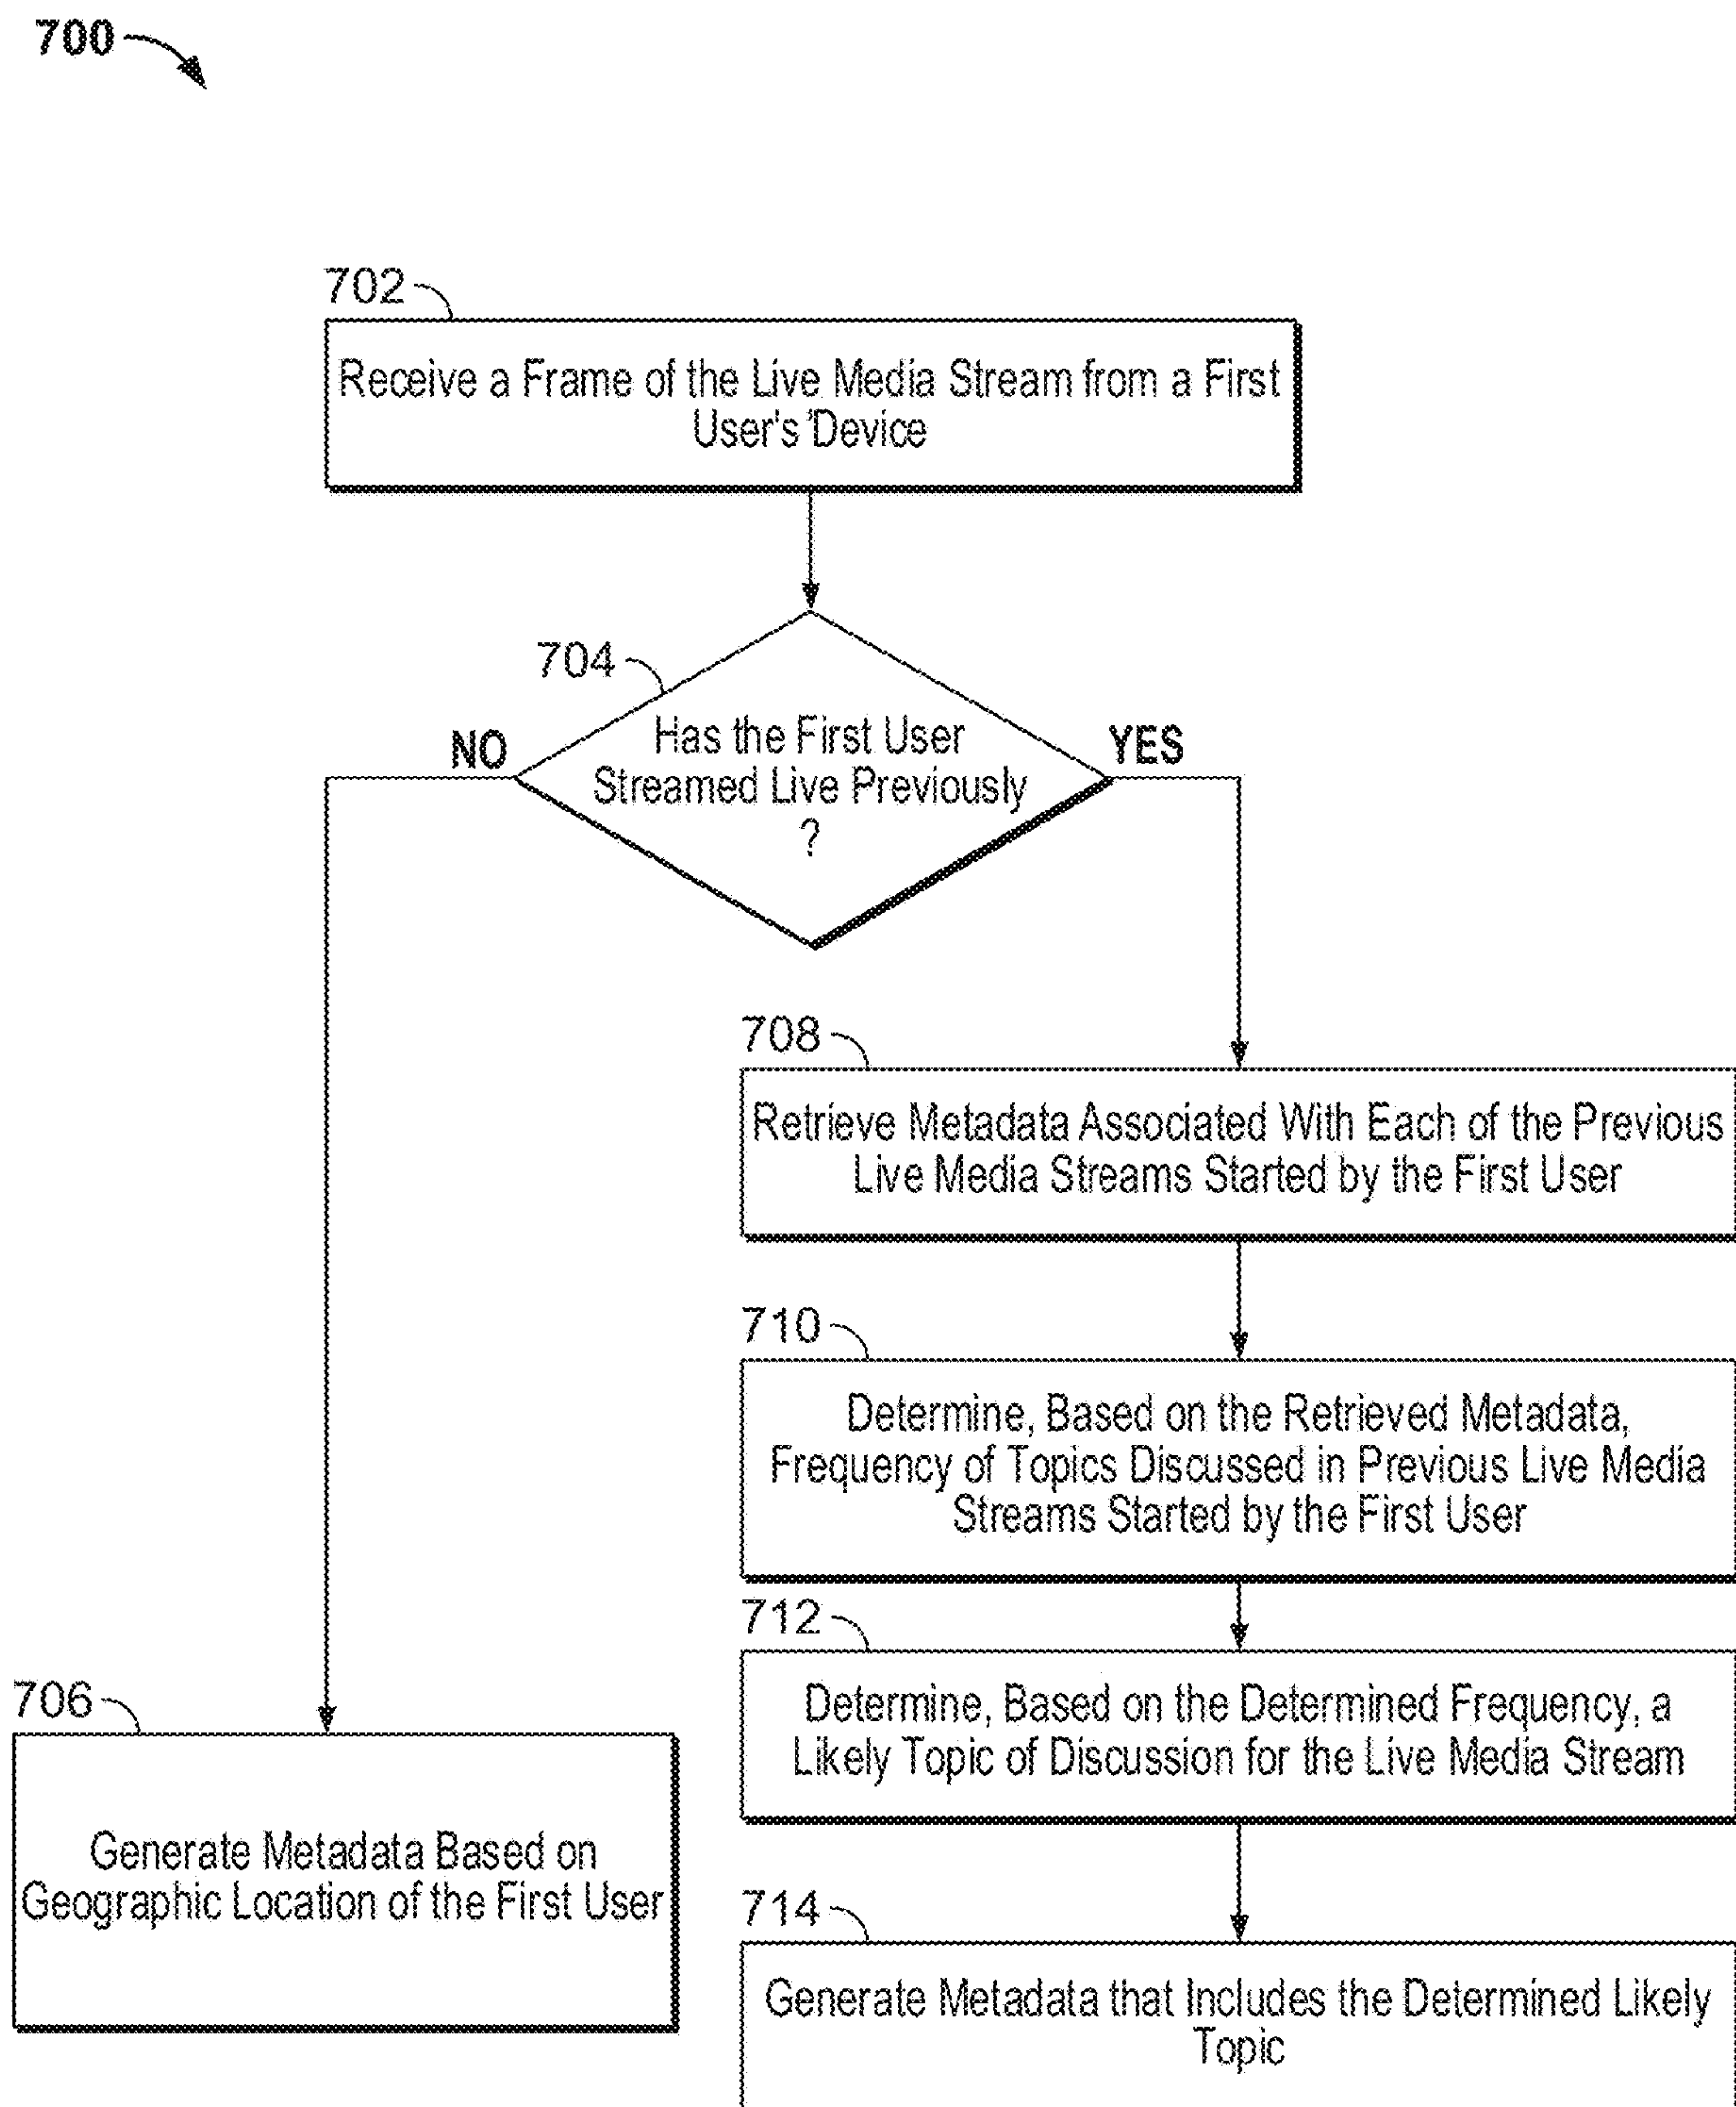 700
702
Receive a Frame of the Live Media Stream from a First
User's Device
704
NO
Has the First User
Streamed Live Previously
?
YES
708
Retrieve Metadata Associated With Each of the Previous
Live Media Streams Started by the First User
710
Determine, Based on the Retrieved Metadata,
Frequency of Topics Discussed in Previous Live Media
Streams Started by the First User
712
Determine, Based on the Determined Frequency, a
Likely Topic of Discussion for the Live Media Stream
706
Generate Metadata Based on
Geographic Location of the First User
714
Generate Metadata that Includes the Determined Likely
Topic